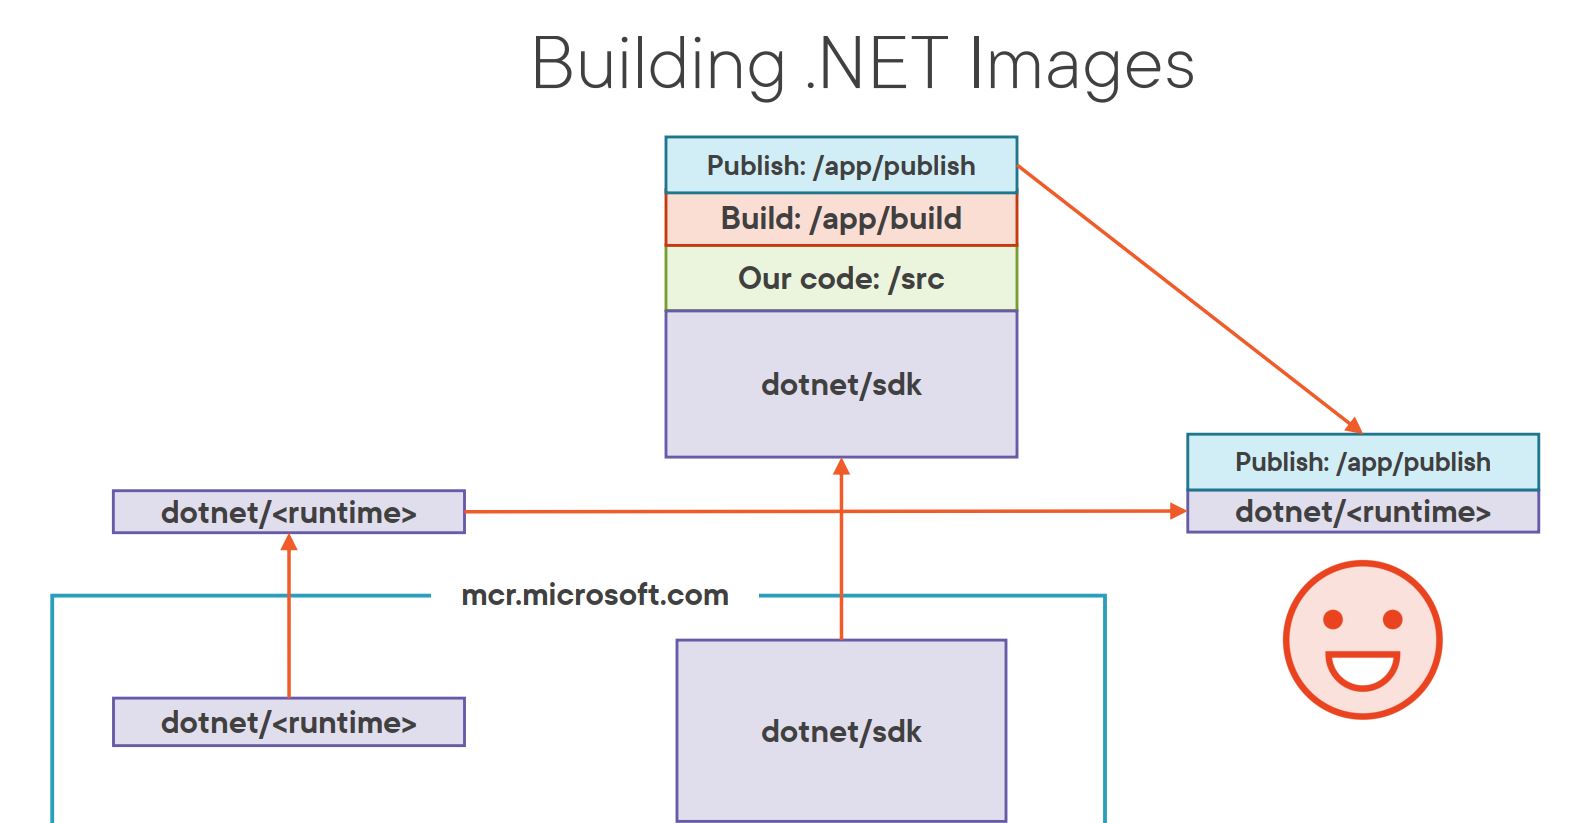 Building .NET Images
Publish: /app/publish
Build: /app/build
Our code: /src
dotnet/sdk
Publish: /app/publish
dotnet/<runtime>
dotnet/<runtime>
mcr.microsoft.com
dotnet/<runtime>
dotnet/sdk